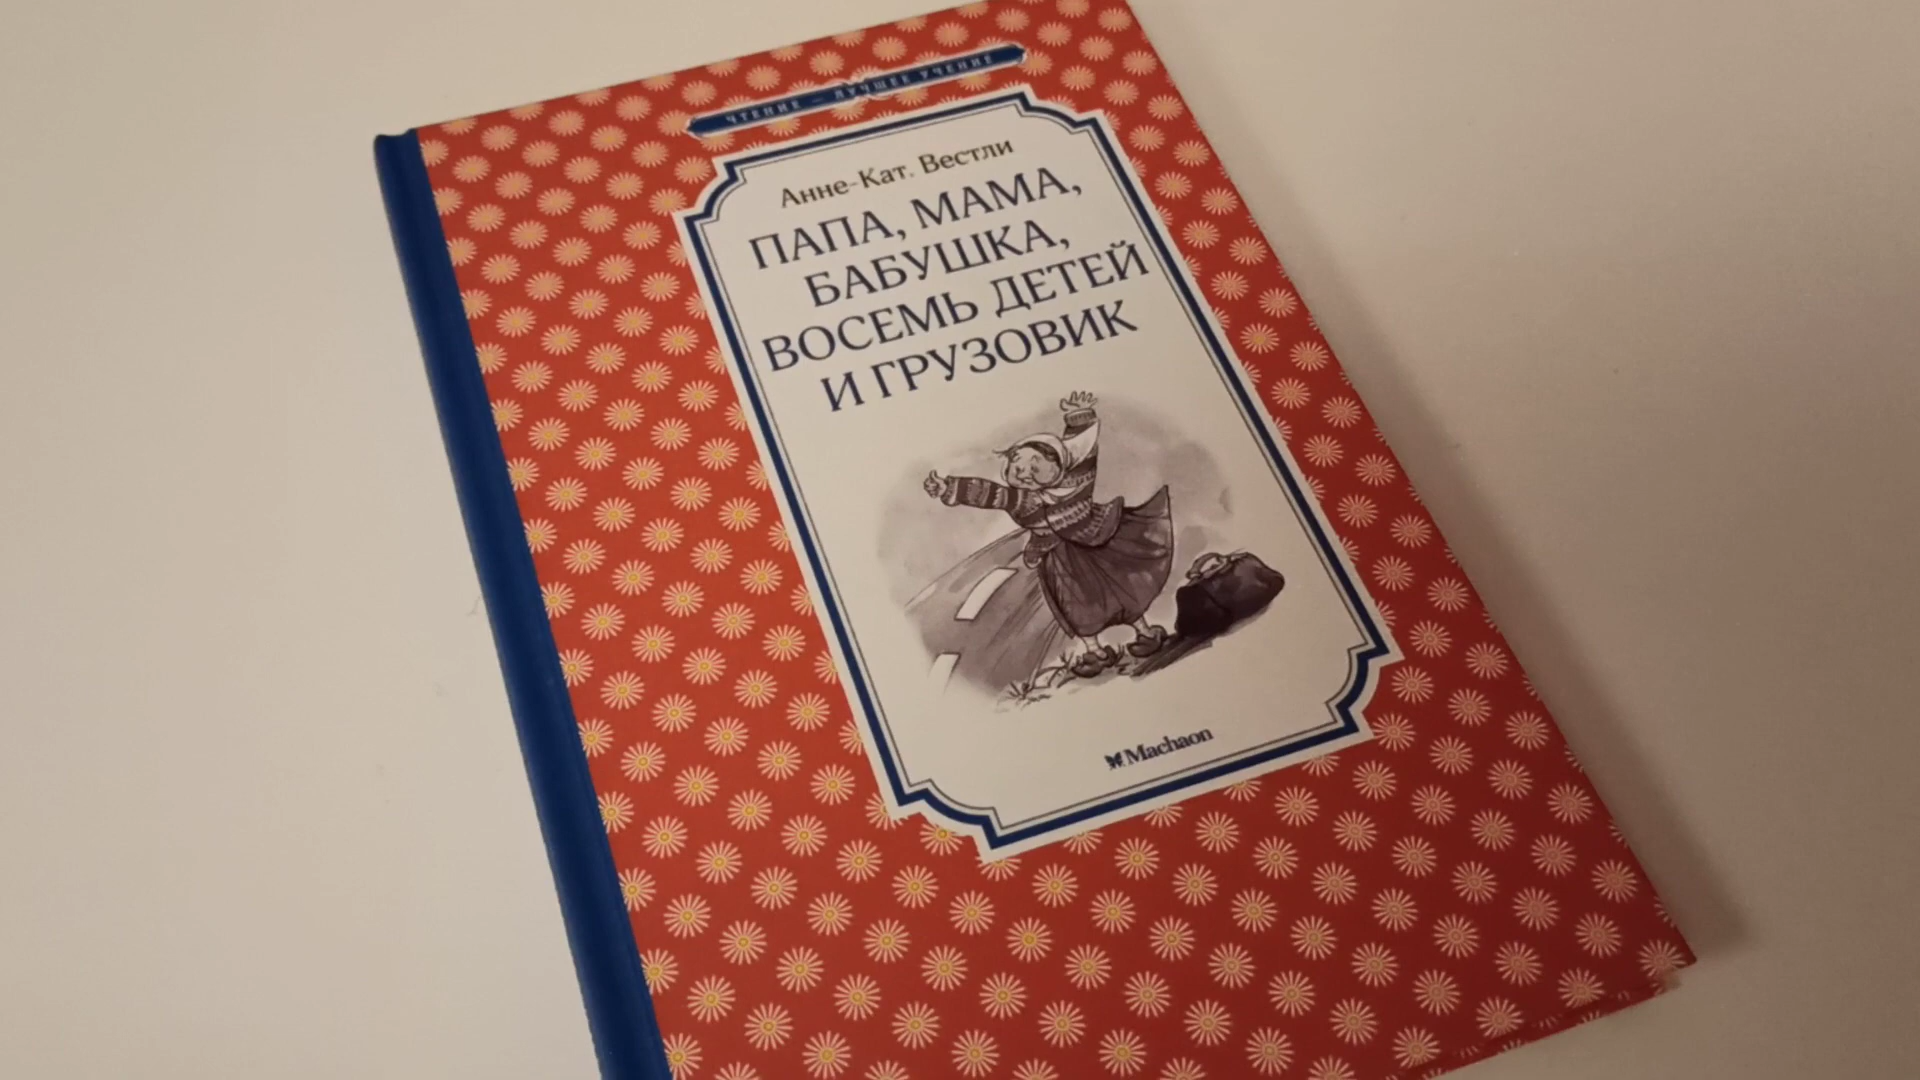 ЧТЕНИЕ – ЛУЧШЕЕ УЧЕНИЕ
Анне-Кат. Вестли
ПАПА, МАМА,
БАБУШКА,
ВОСЕМЬ ДЕТЕЙ
И ГРУЗОВИК
Machaon